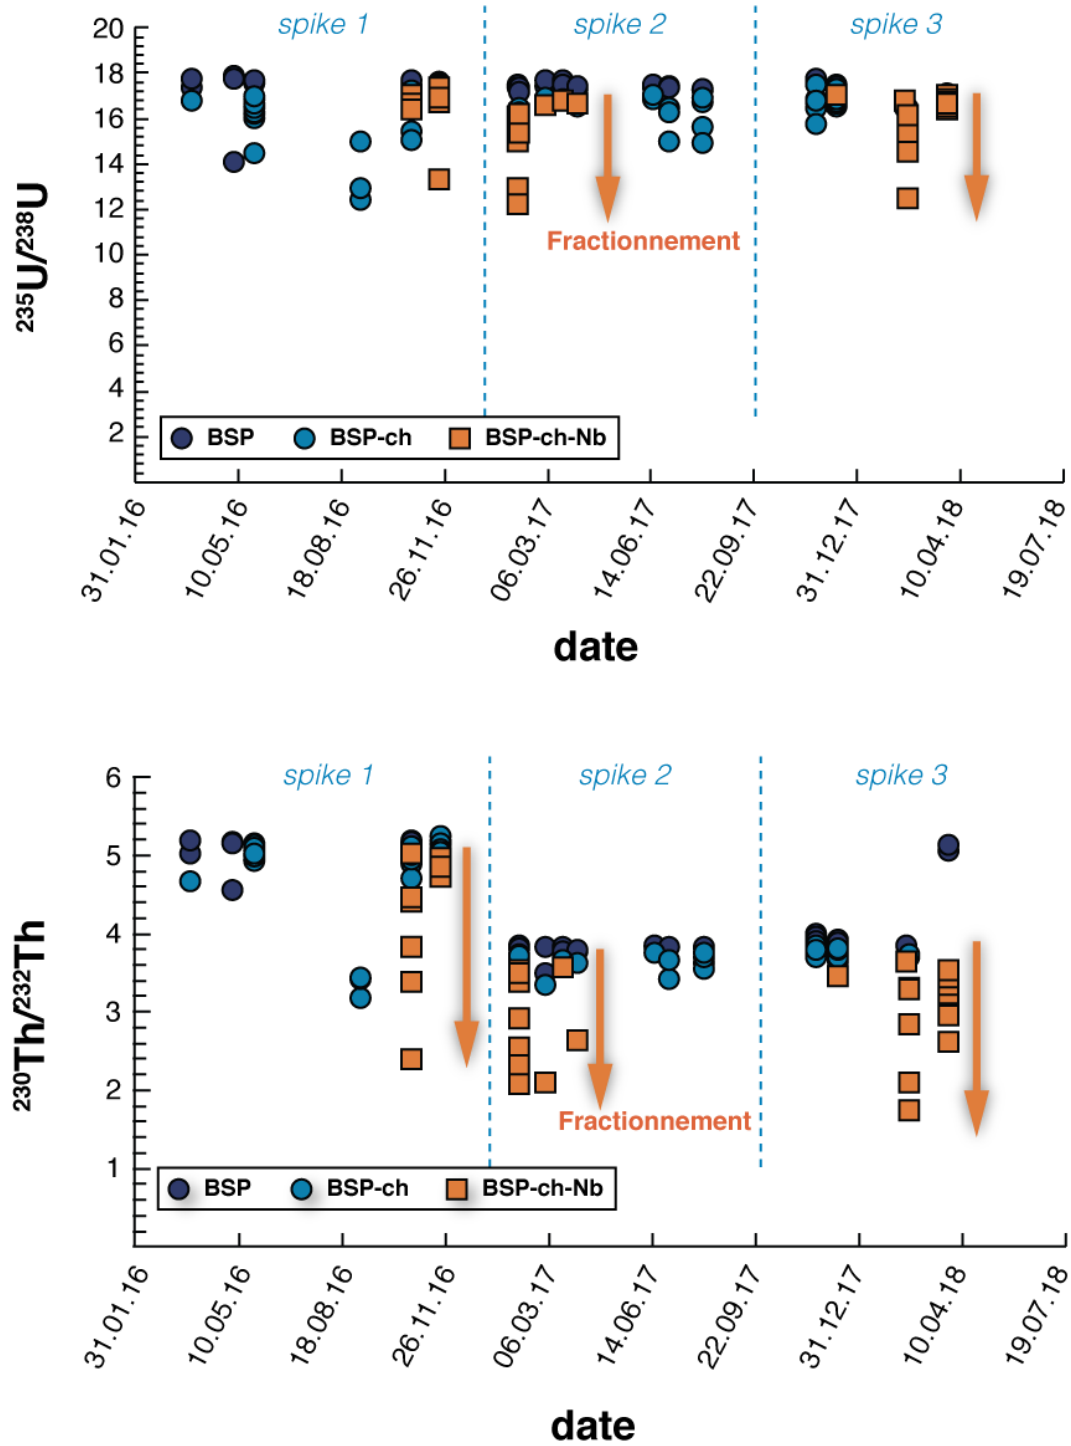 spike 1 spike 2 spike 3
20
18
16
14
12
10
8
6
4
2
235U/238U
Fractionnement
BSP BSP-ch BSP-ch-Nb
31.01.16 10.05.16 18.08.16 26.11.16 06.03.17 14.06.17 22.09.17 31.12.17 10.04.18 19.07.18
date
spike 1 spike 2 spike 3
6
5
4
3
2
1
230Th/232Th
Fractionnement
BSP BSP-ch BSP-ch-Nb
31.01.16 10.05.16 18.08.16 26.11.16 06.03.17 14.06.17 22.09.17 31.12.17 10.04.18 19.07.18
date